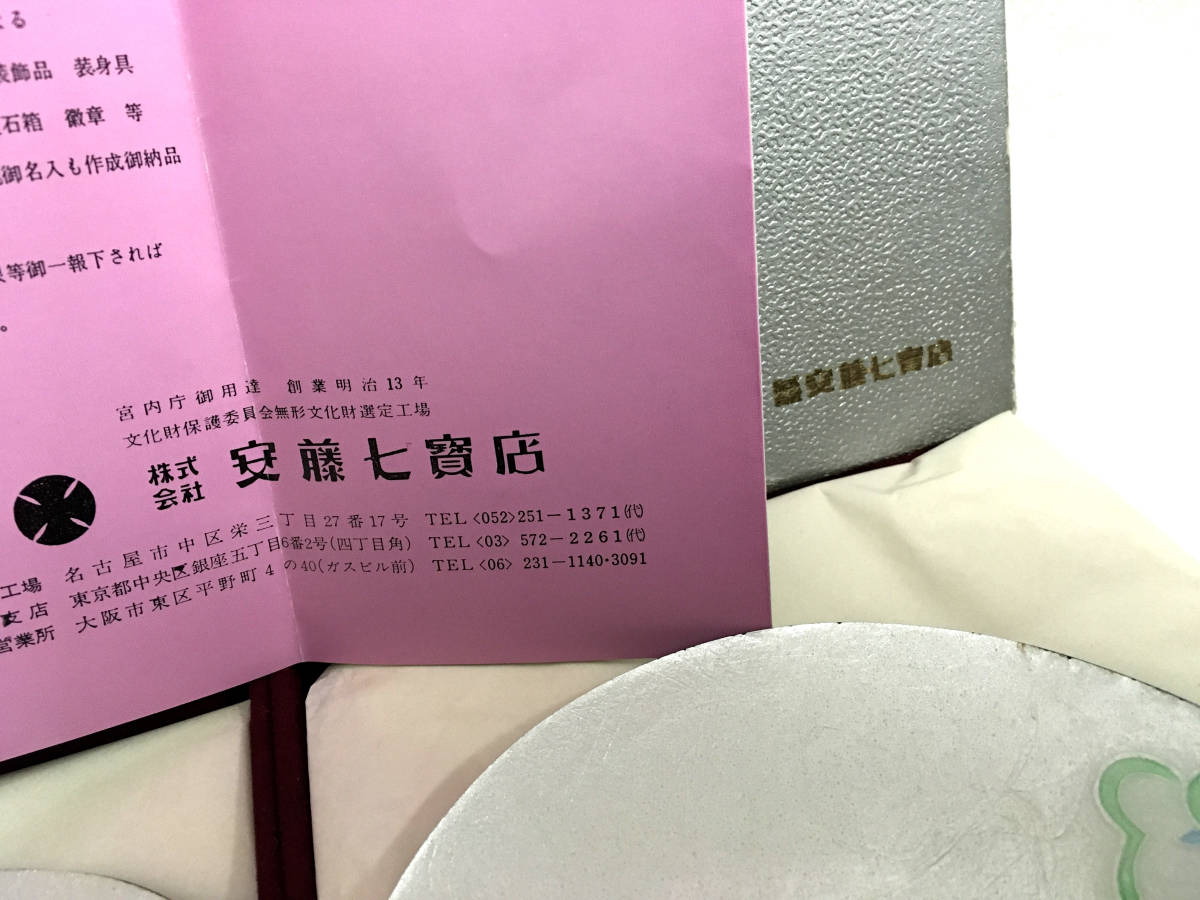 よる
装飾品 装身具
石箱 徽章 等
御名入も作成御納品
等御一報下されば
。
宮内庁御用達 創業明治13年
文化財保護委員会無形文化財選定工場
株式会社 安藤七寶店
工場 名古屋市中区栄三丁目27番17号 TEL〈052〉251－1371(代)
支店 東京都中央区銀座五丁目6番2号(四丁目角) TEL〈03〉572－2261(代)
営業所 大阪市東区平野町4の40(ガスビル前) TEL〈06〉231－1140・3091
安藤七寶店